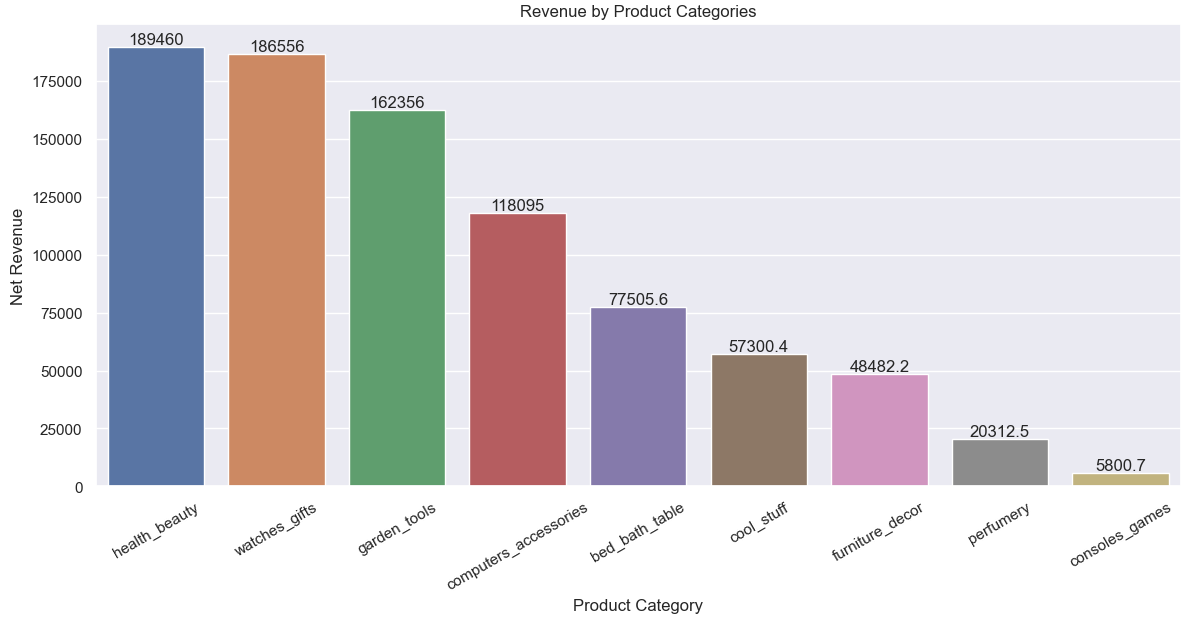 Revenue by Product Categories
189460
186556
162356
118095
77505.6
57300.4
48482.2
20312.5
5800.7
175000
150000
125000
100000
75000
50000
25000
0
Net Revenue
health_beauty
watches_gifts
garden_tools
computers_accessories
bed_bath_table
cool_stuff
furniture_decor
perfumery
consoles_games
Product Category